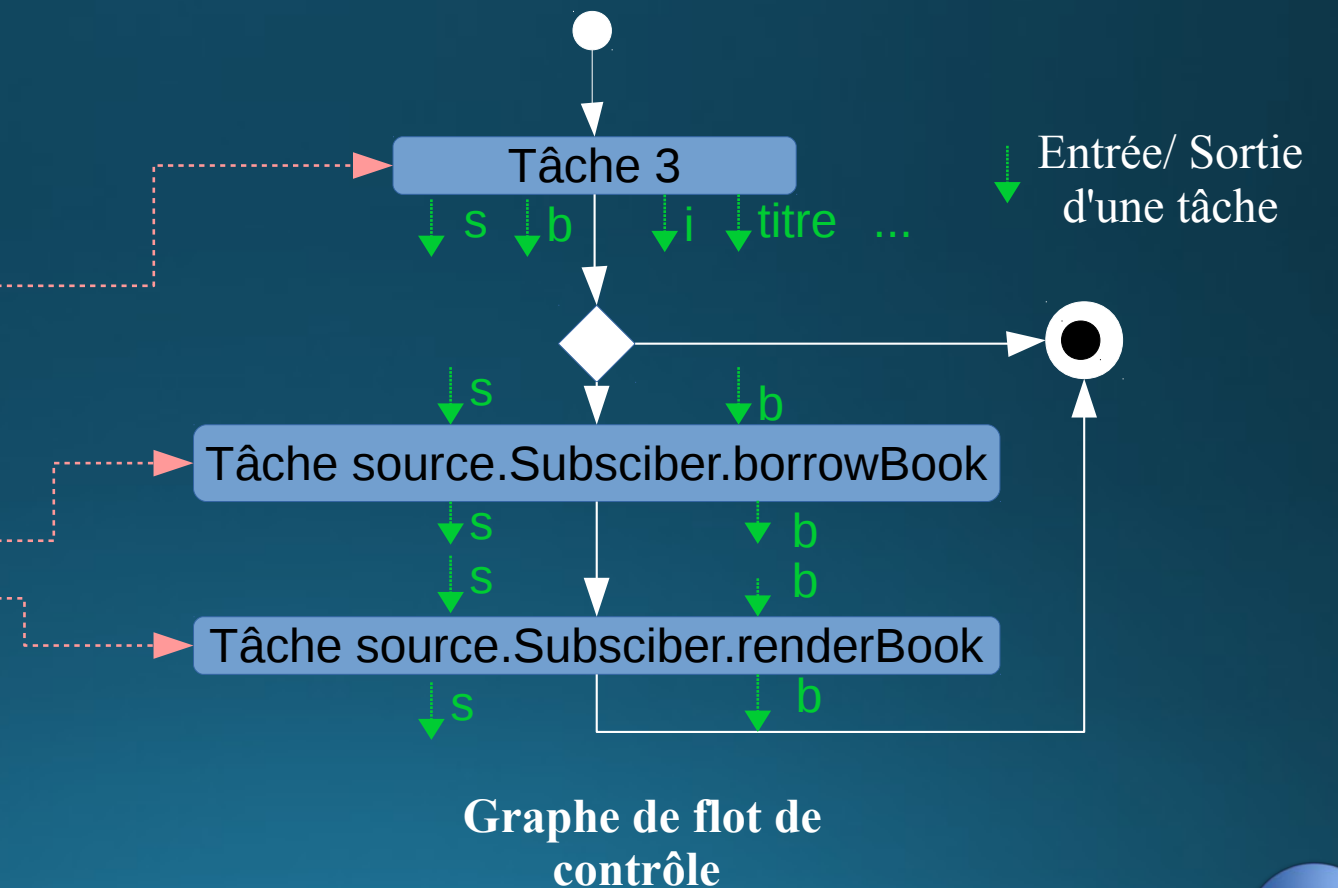 Tâche 3
Entrée/ Sortie
d'une tâche
s b i titre ...
s b
Tâche source.Subsciber.borrowBook
s b
s b
Tâche source.Subsciber.renderBook
s b
Graphe de flot de
contrôle